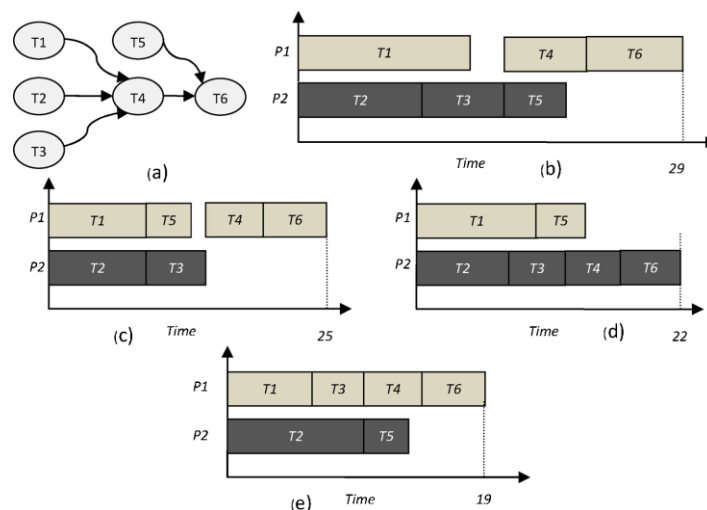 T1
T5
T2
T4
T6
T3
(a)
P1
T1
T4
T6
P2
T2
T3
T5
Time
29
(b)
P1
T1
T5
T4
T6
P2
T2
T3
(c)
Time
25
P1
T1
T5
P2
T2
T3
T4
T6
Time
(d)
22
P1
T1
T3
T4
T6
P2
T2
T5
(e)
Time
19